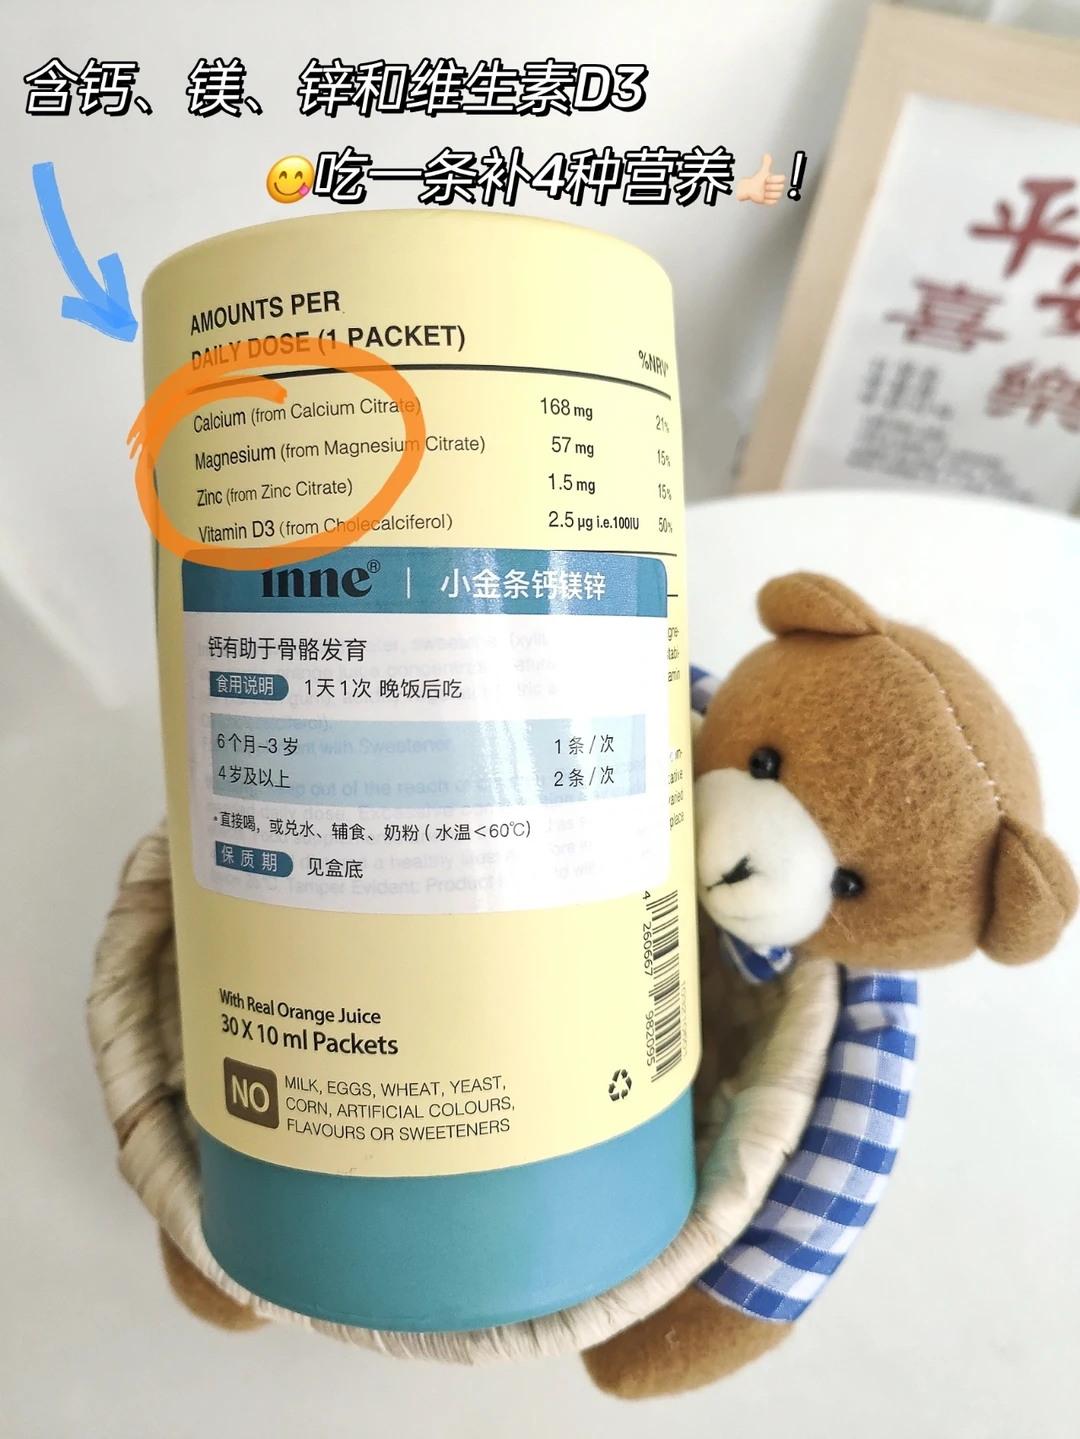 含钙、镁、锌和维生素D3
😋吃一条补4种营养👍🏻!
AMOUNTS PER
DAILY DOSE (1 PACKET)
%NRV*
Calcium (from Calcium Citrate) 168 mg 21%
Magnesium (from Magnesium Citrate) 57 mg 15%
Zinc (from Zinc Citrate) 1.5 mg 15%
Vitamin D3 (from Cholecalciferol) 2.5 µg i.e.100IU 50%
inne® | 小金条钙镁锌
钙有助于骨骼发育
食用说明 1天1次 晚饭后吃
6个月-3岁 1条/次
4岁及以上 2条/次
*直接喝,或兑水、辅食、奶粉(水温<60℃)
保质期 见盒底
With Real Orange Juice
30 X 10 ml Packets
NO MILK, EGGS, WHEAT, YEAST,
CORN, ARTIFICIAL COLOURS,
FLAVOURS OR SWEETENERS
4 260667 982095
平安
喜樂